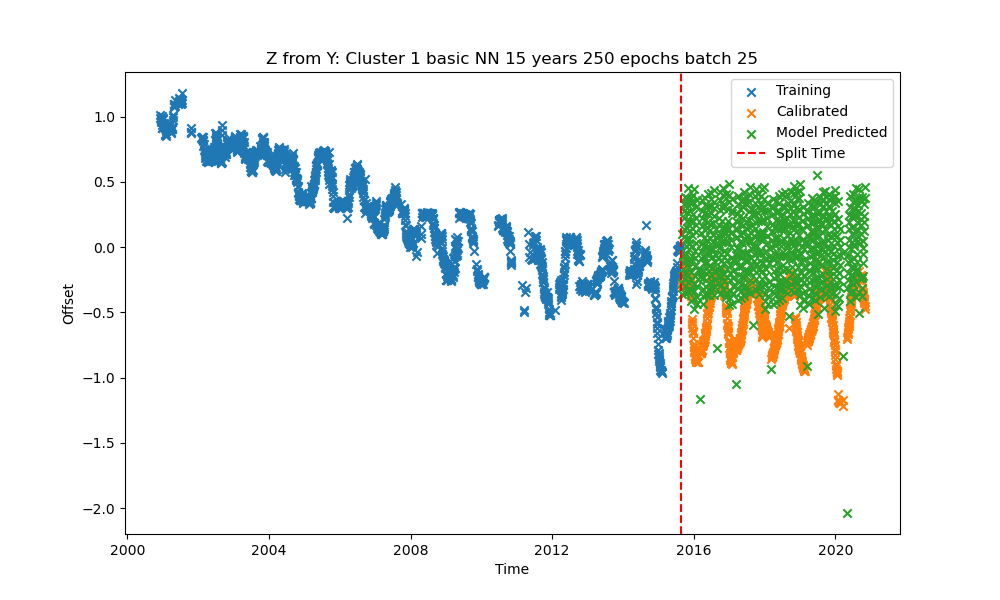 Z from Y: Cluster 1 basic NN 15 years 250 epochs batch 25
Training
Calibrated
Model Predicted
Split Time
1.0
0.5
0.0
−0.5
−1.0
−1.5
−2.0
Offset
2000
2004
2008
2012
2016
2020
Time